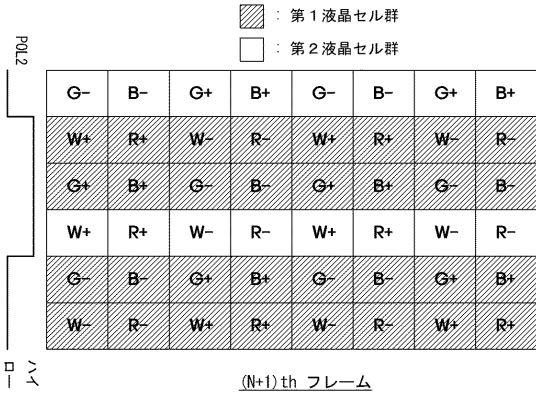 : 第１液晶セル群
: 第２液晶セル群
POL2
G- B- G+ B+ G- B- G+ B+
W+ R+ W- R- W+ R+ W- R-
G+ B+ G- B- G+ B+ G- B-
W+ R+ W- R- W+ R+ W- R-
G- B- G+ B+ G- B- G+ B+
W- R- W+ R+ W- R- W+ R+
ハイ
ロー
(N+1)th フレーム